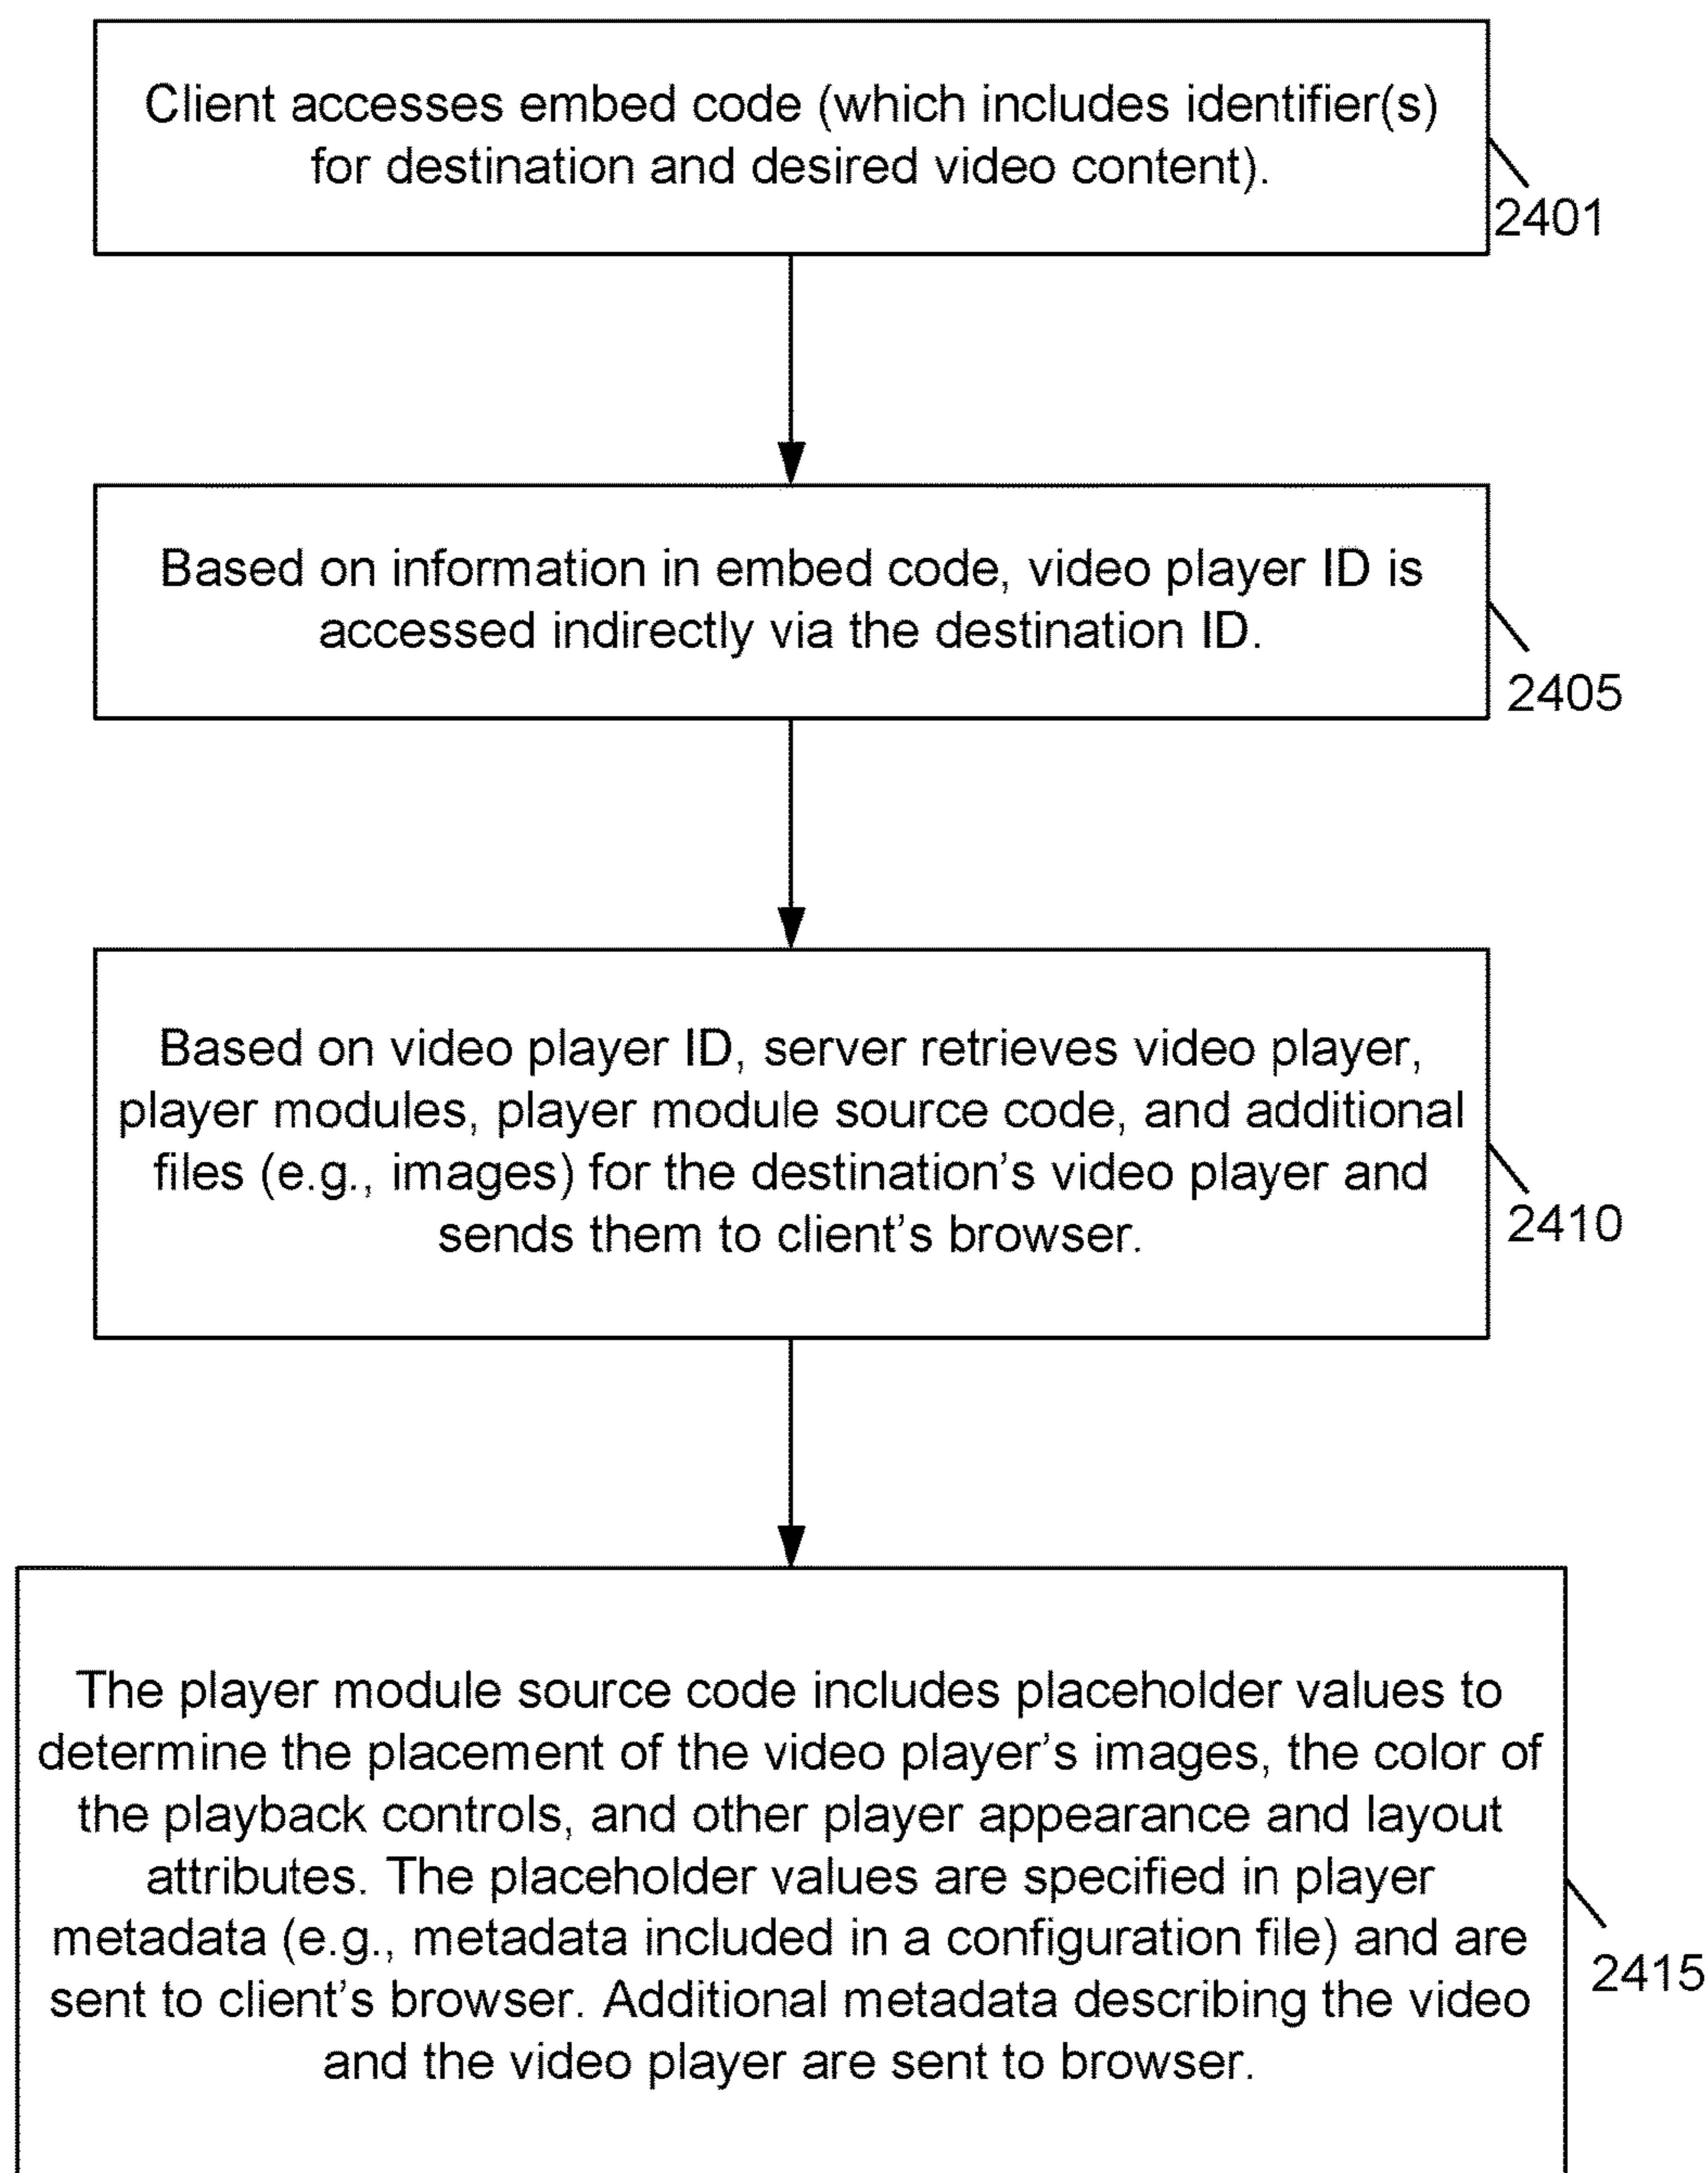 Client accesses embed code (which includes identifier(s)
for destination and desired video content).
2401
Based on information in embed code, video player ID is
accessed indirectly via the destination ID.
2405
Based on video player ID, server retrieves video player,
player modules, player module source code, and additional
files (e.g., images) for the destination's video player and
sends them to client's browser.
2410
The player module source code includes placeholder values to
determine the placement of the video player's images, the color of
the playback controls, and other player appearance and layout
attributes. The placeholder values are specified in player
metadata (e.g., metadata included in a configuration file) and are
sent to client's browser. Additional metadata describing the video
and the video player are sent to browser.
2415